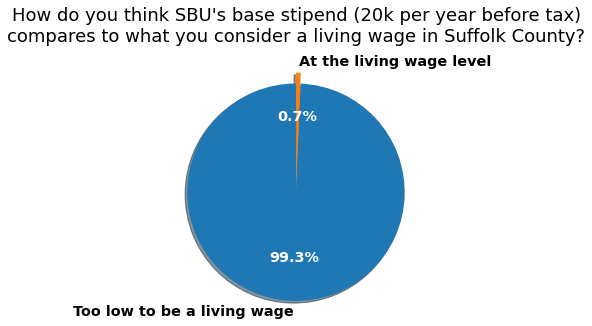 How do you think SBU's base stipend (20k per year before tax)
compares to what you consider a living wage in Suffolk County?
At the living wage level
0.7%
99.3%
Too low to be a living wage